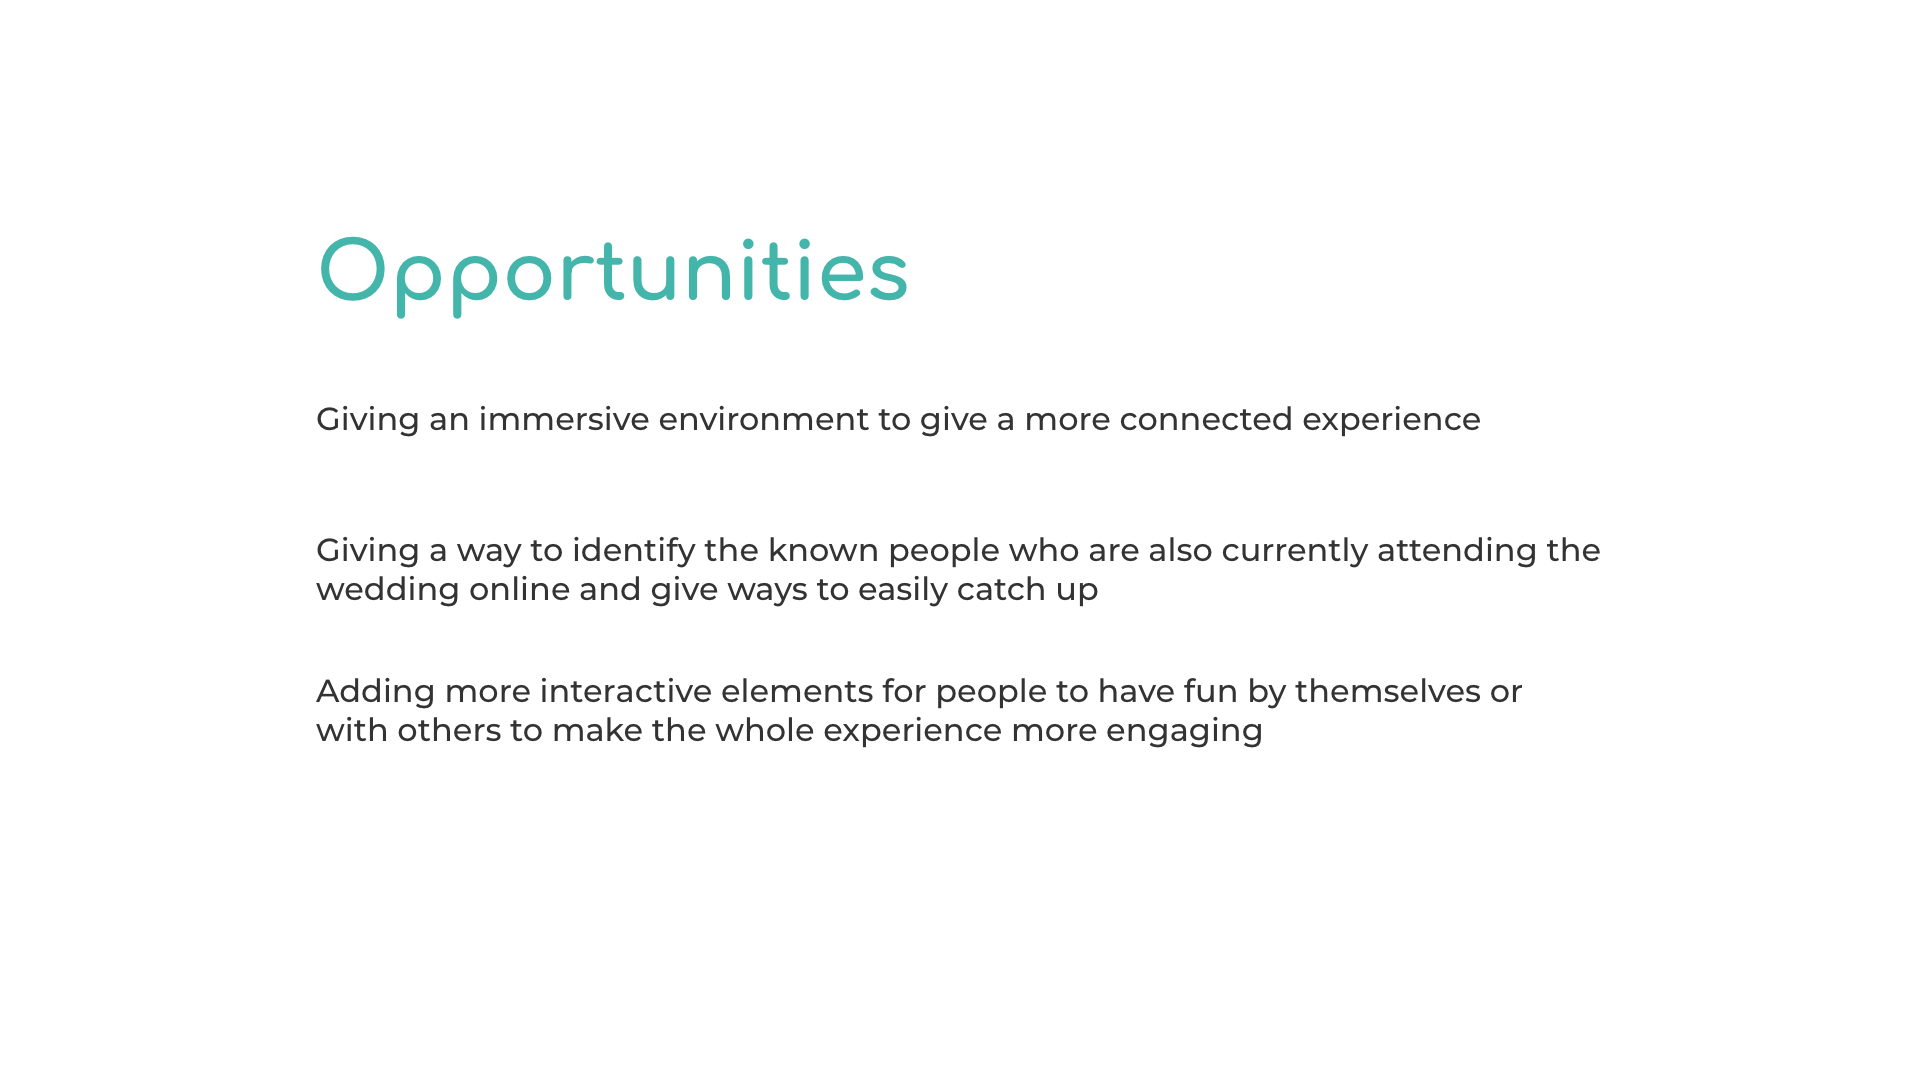 Opportunities
Giving an immersive environment to give a more connected experience
Giving a way to identify the known people who are also currently attending the
wedding online and give ways to easily catch up
Adding more interactive elements for people to have fun by themselves or
with others to make the whole experience more engaging